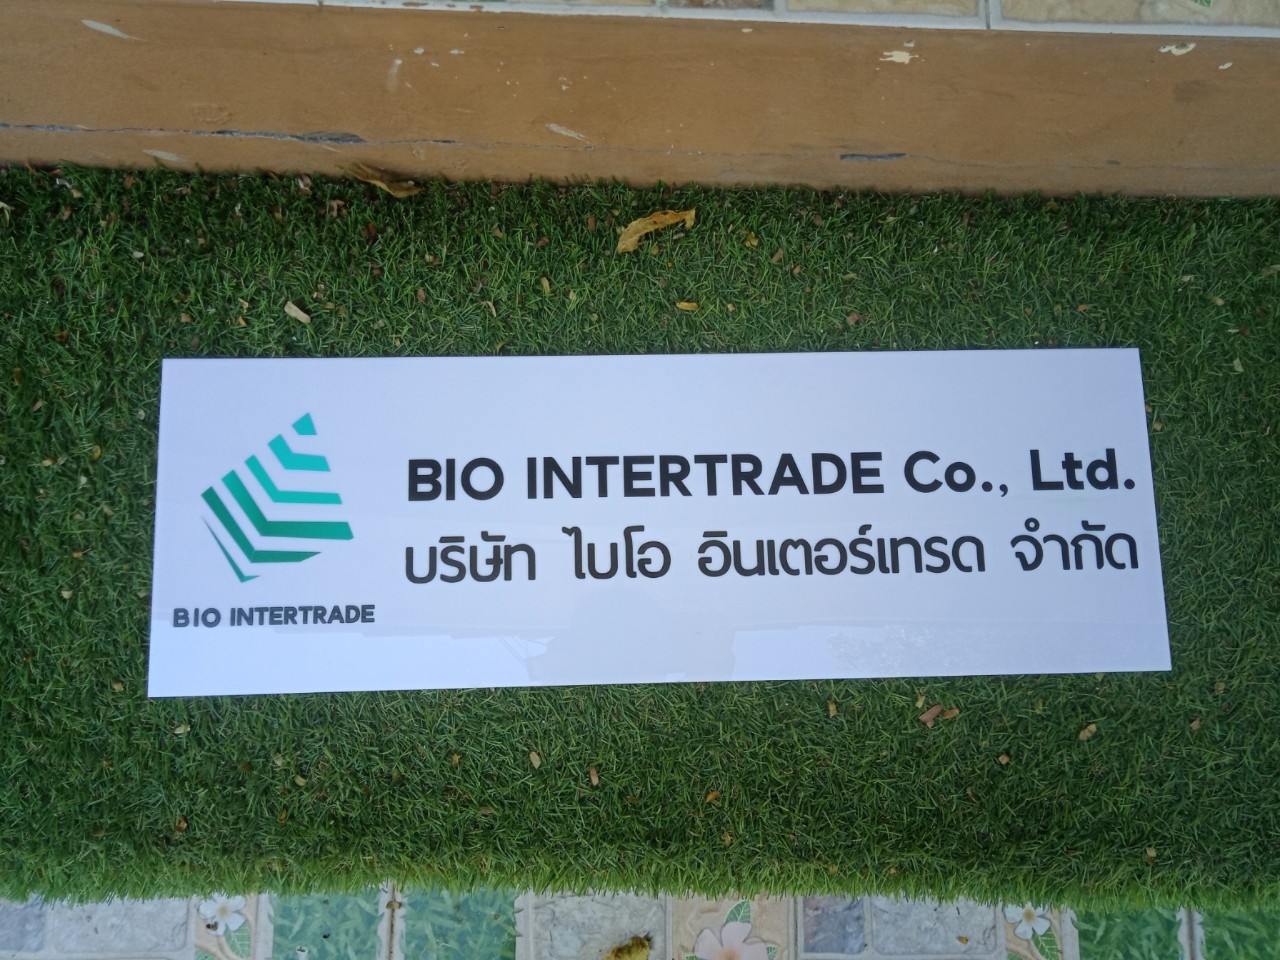 BIO INTERTRADE Co., Ltd.
บริษัท ไบโอ อินเตอร์เทรด จำกัด
BIO INTERTRADE